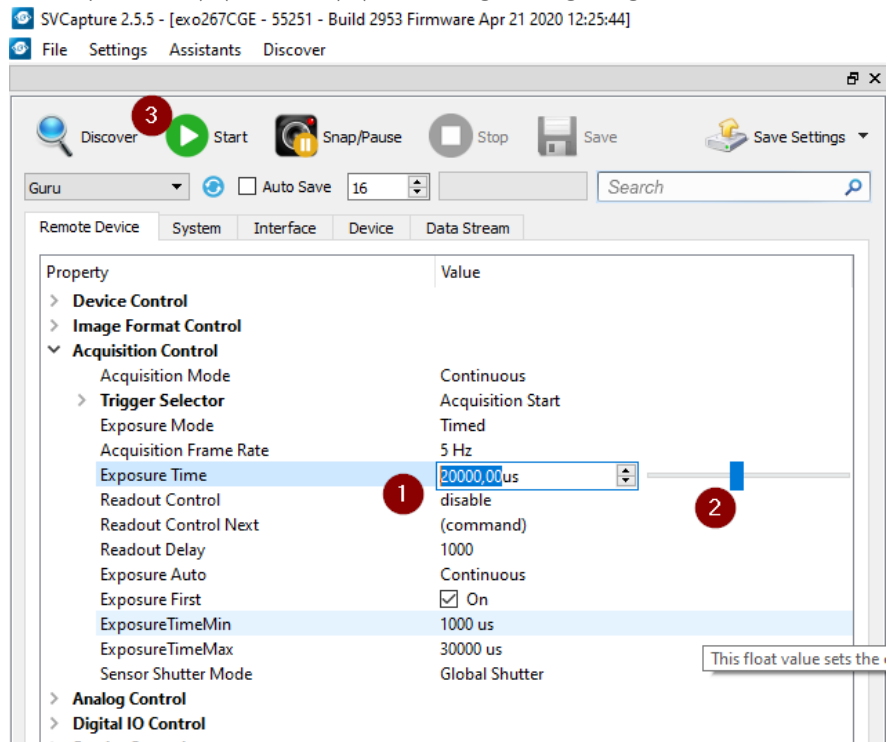 SVCapture 2.5.5 - [exo267CGE - 55251 - Build 2953 Firmware Apr 21 2020 12:25:44]
File Settings Assistants Discover
3
Discover Start Snap/Pause Stop Save Save Settings
Guru Auto Save 16 Search
Remote Device System Interface Device Data Stream
Property Value
Device Control
Image Format Control
Acquisition Control
Acquisition Mode Continuous
Trigger Selector Acquisition Start
Exposure Mode Timed
Acquisition Frame Rate 5 Hz
Exposure Time 20000,00us
1 2
Readout Control disable
Readout Control Next (command)
Readout Delay 1000
Exposure Auto Continuous
Exposure First On
ExposureTimeMin 1000 us
ExposureTimeMax 30000 us
This float value sets the
Sensor Shutter Mode Global Shutter
Analog Control
Digital IO Control